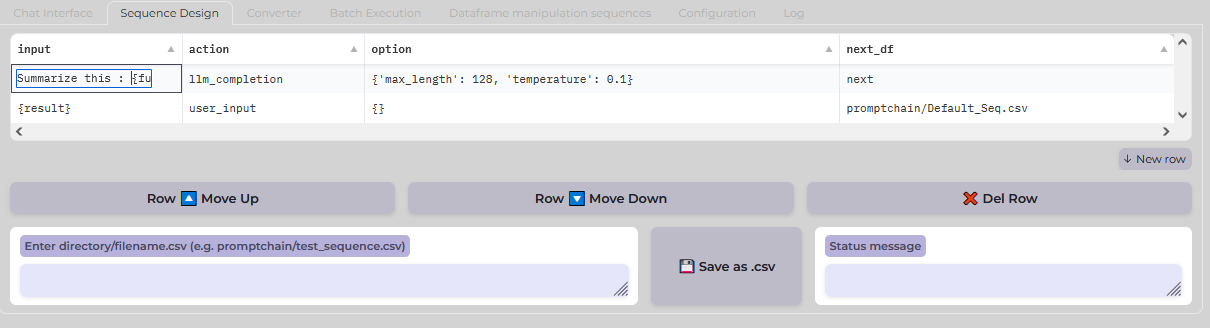 Chat Interface Sequence Design Converter Batch Execution Dataframe manipulation sequences Configuration Log
input action option next_df
Summarize this : {fu llm_completion {'max_length': 128, 'temperature': 0.1} next
{result} user_input {} promptchain/Default_Seq.csv
↓ New row
Row 🔼 Move Up Row 🔽 Move Down ❌ Del Row
Enter directory/filename.csv (e.g. promptchain/test_sequence.csv) 💾 Save as .csv Status message